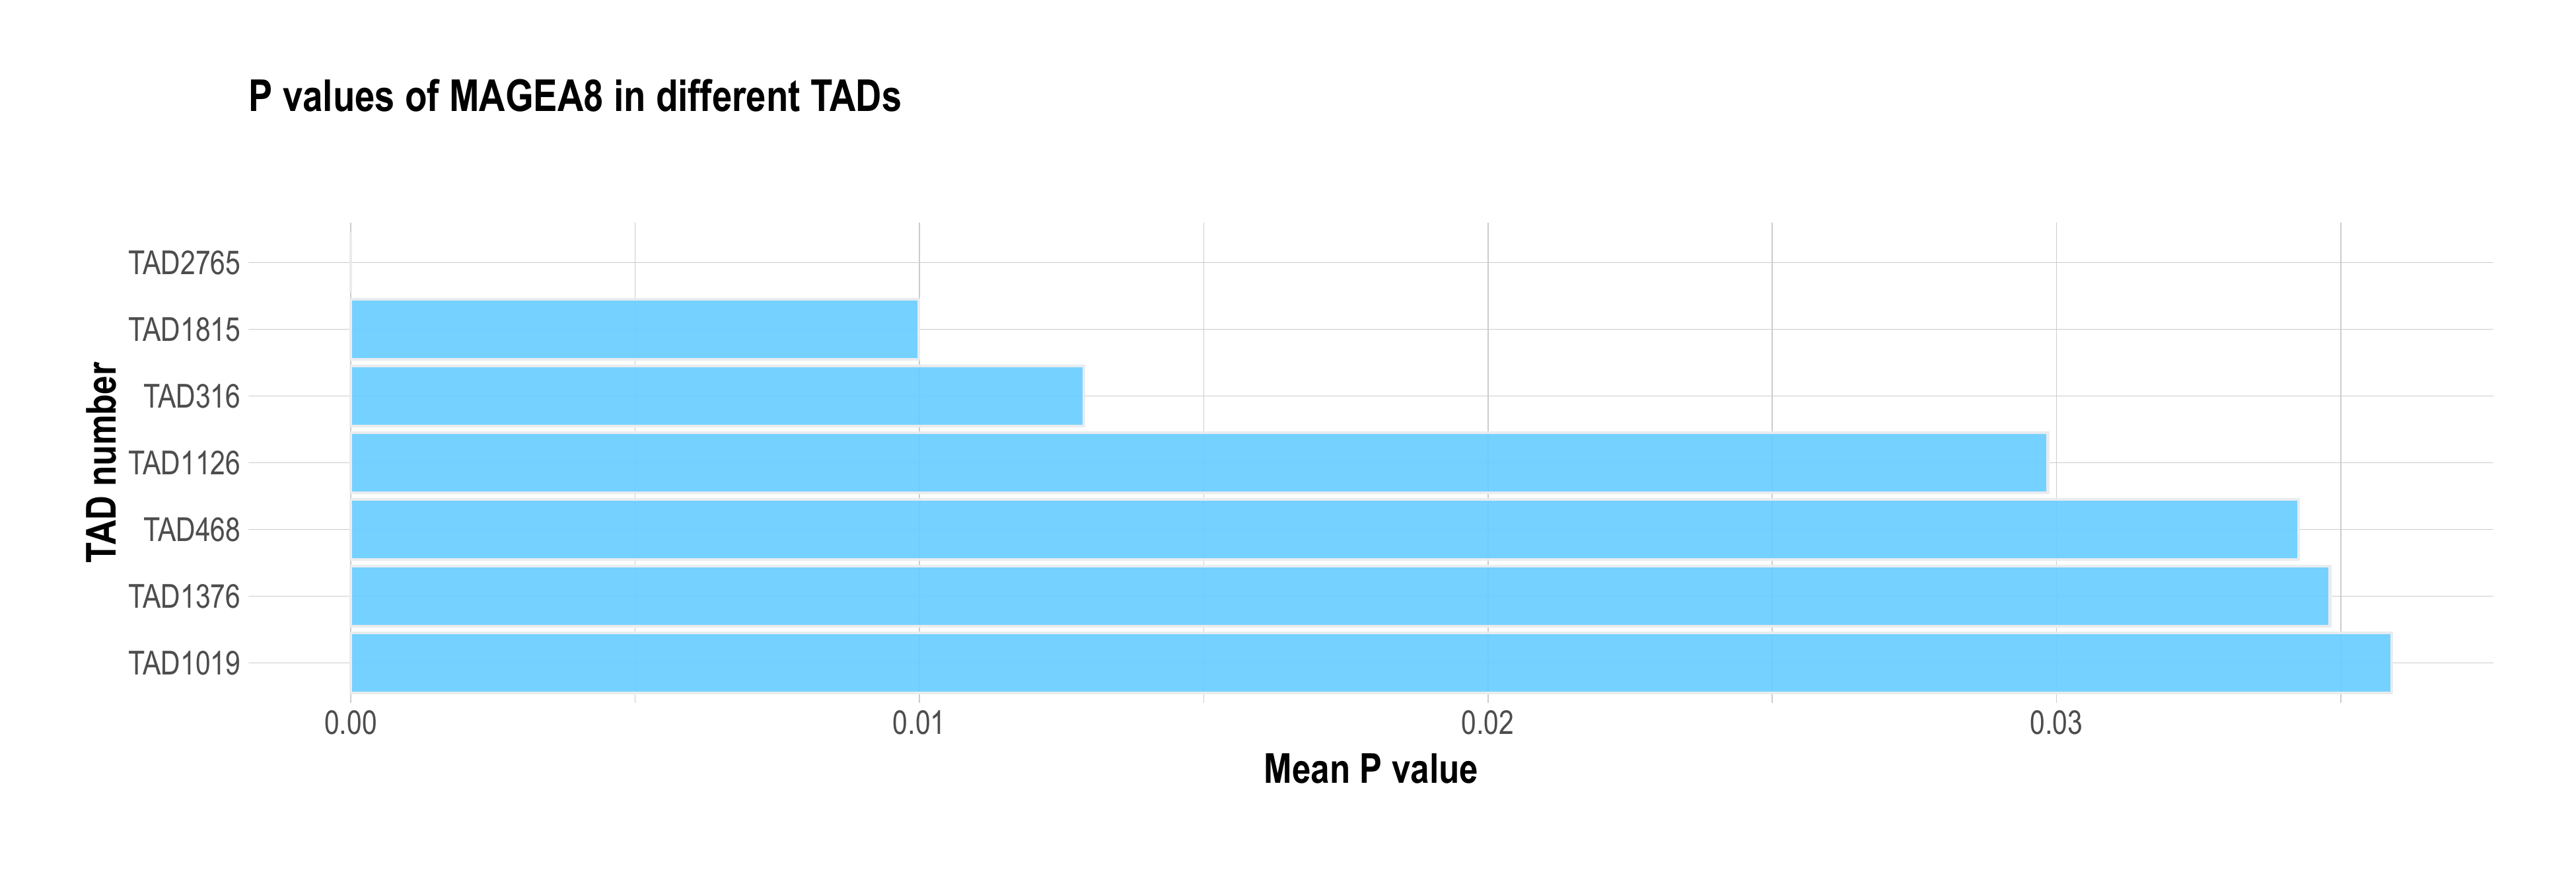 P values of MAGEA8 in different TADs
TAD number
TAD2765
TAD1815
TAD316
TAD1126
TAD468
TAD1376
TAD1019
0.00 0.01 0.02 0.03
Mean P value